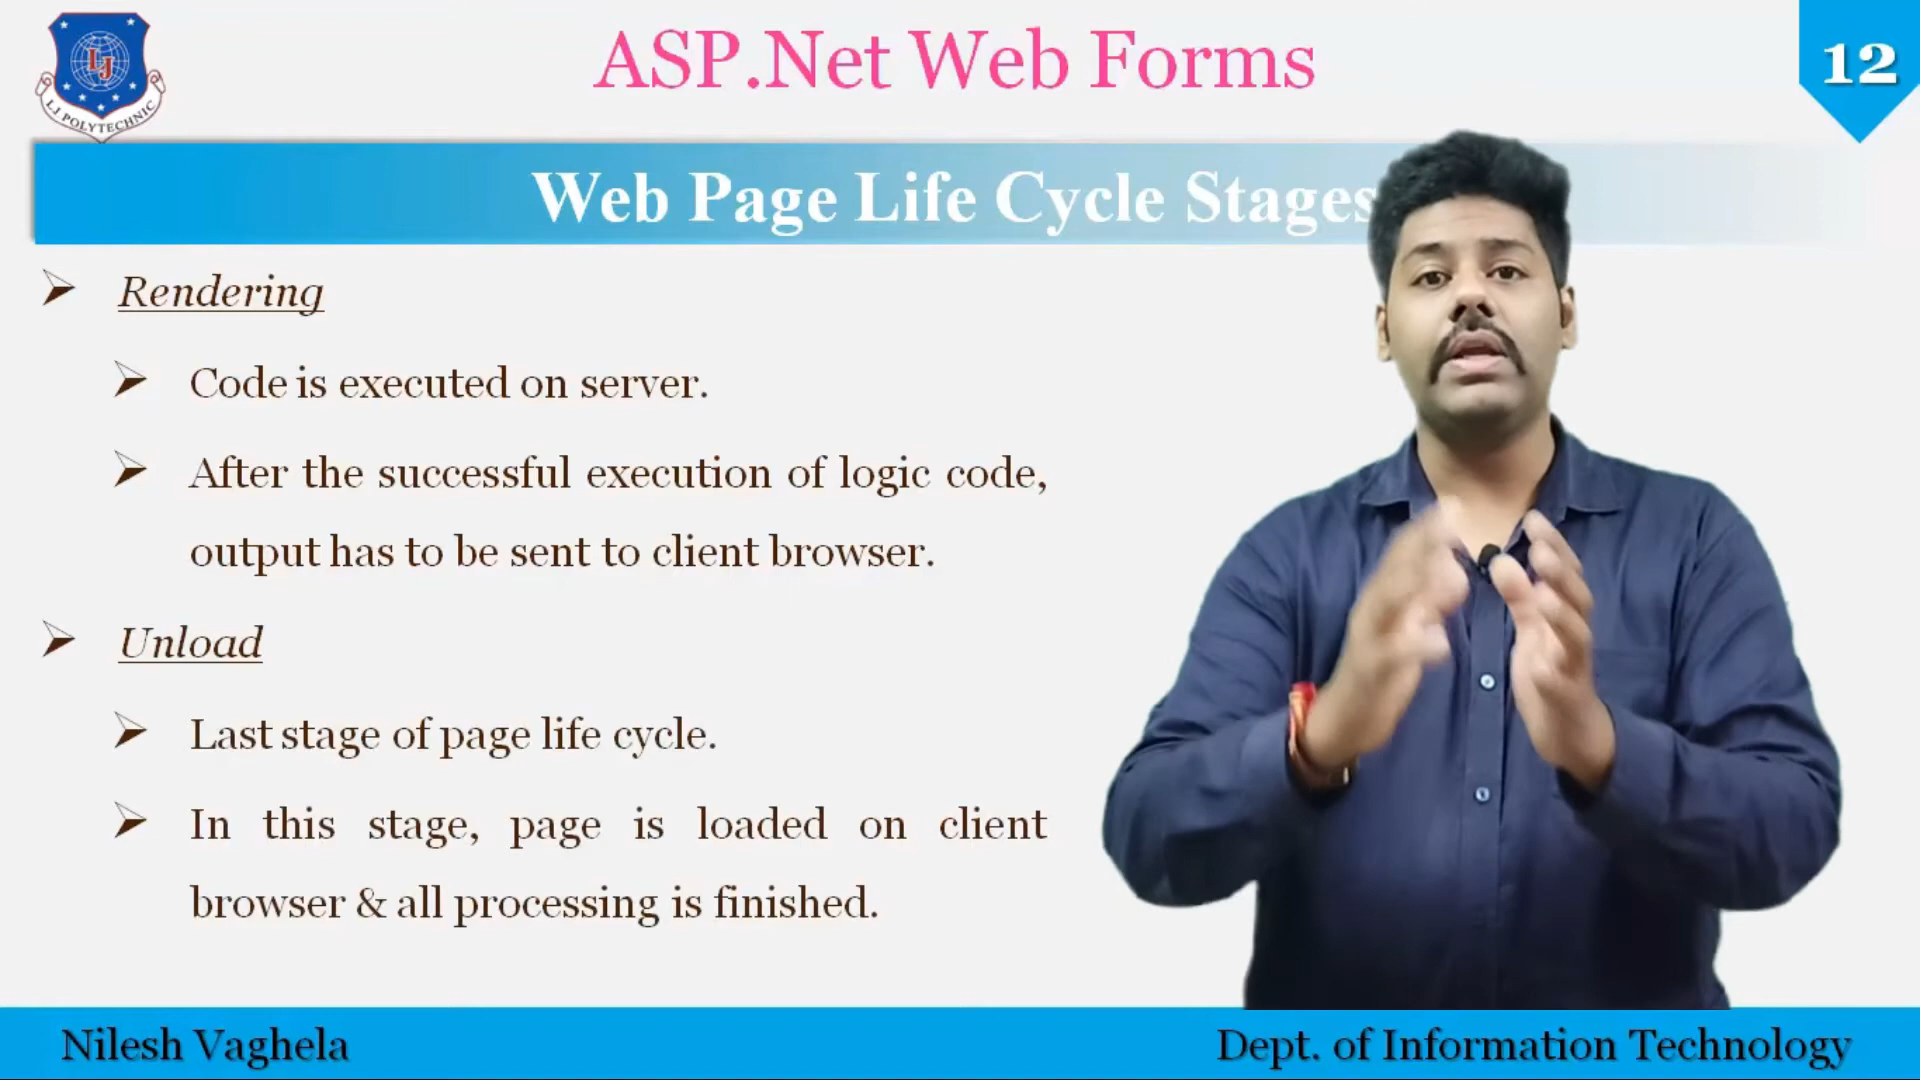 LJ
LJ POLYTECHNIC
ASP.Net Web Forms
12
Web Page Life Cycle Stages
Rendering
Code is executed on server.
After the successful execution of logic code,
output has to be sent to client browser.
Unload
Last stage of page life cycle.
In this stage, page is loaded on client
browser & all processing is finished.
Nilesh Vaghela
Dept. of Information Technology